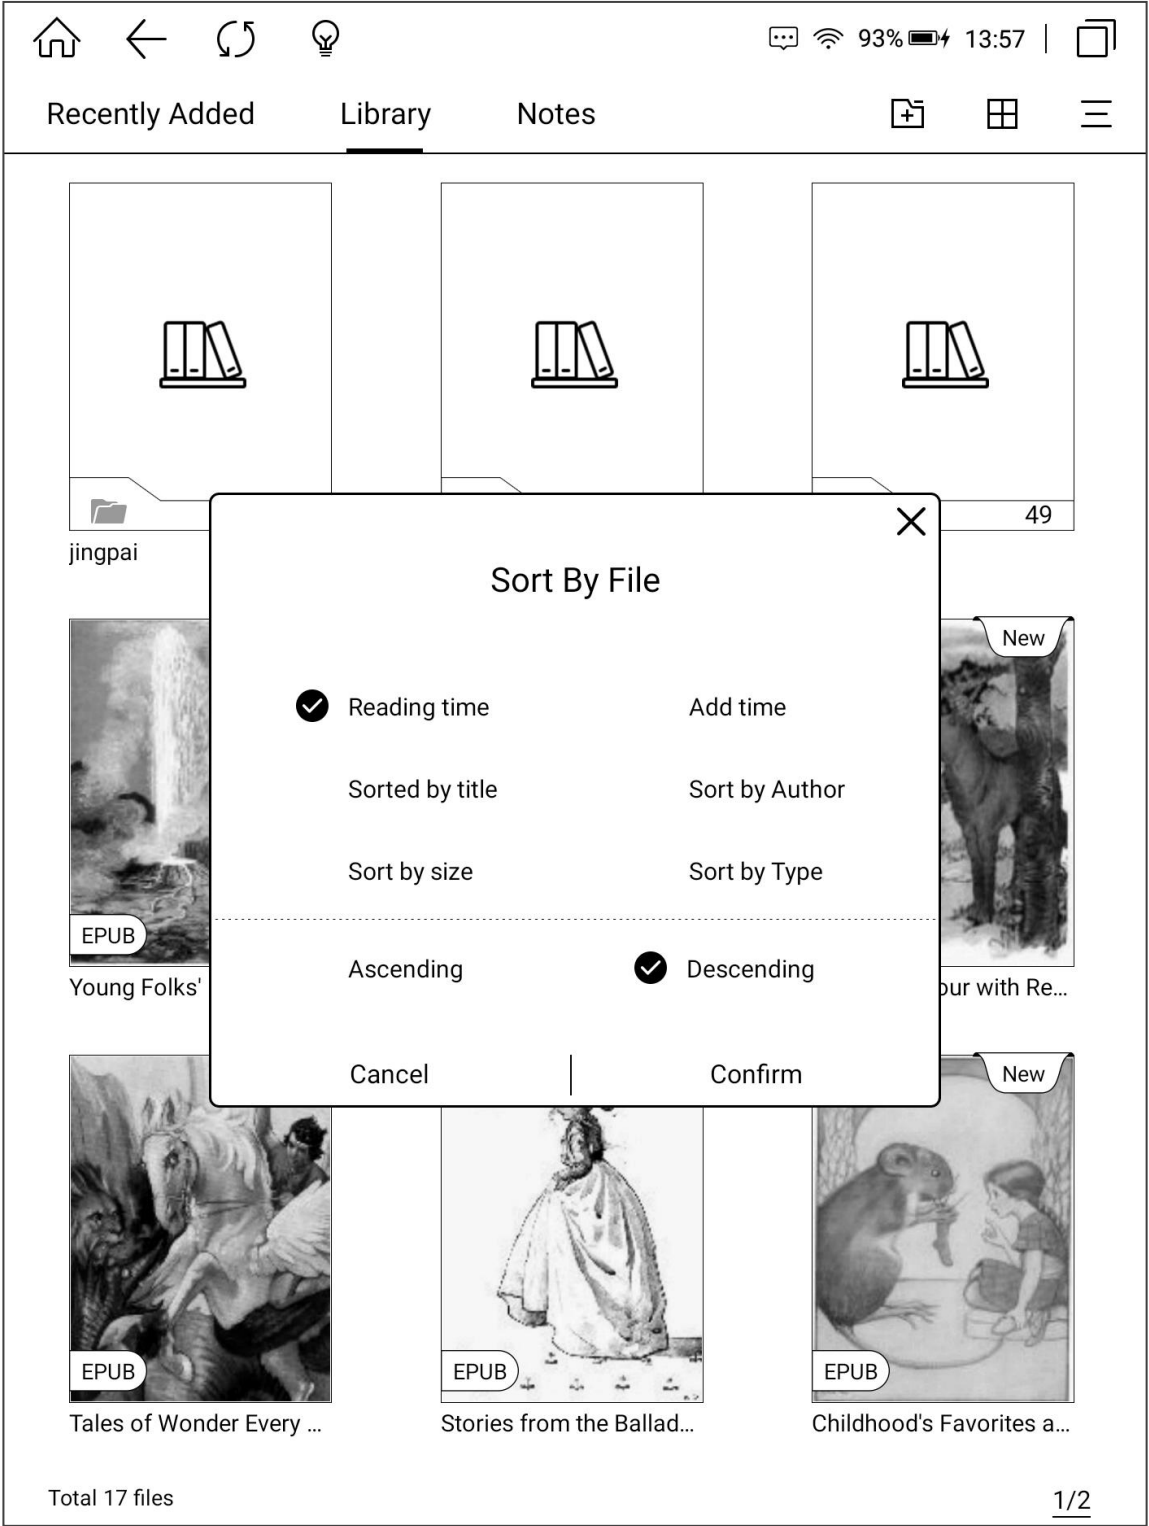 93% 13:57
Recently Added Library Notes
49
jingpai
Sort By File
New
Reading time Add time
Sorted by title Sort by Author
Sort by size Sort by Type
EPUB
Ascending Descending
Young Folks' our with Re...
Cancel Confirm
New
EPUB EPUB EPUB
Tales of Wonder Every ... Stories from the Ballad... Childhood's Favorites a...
Total 17 files 1/2